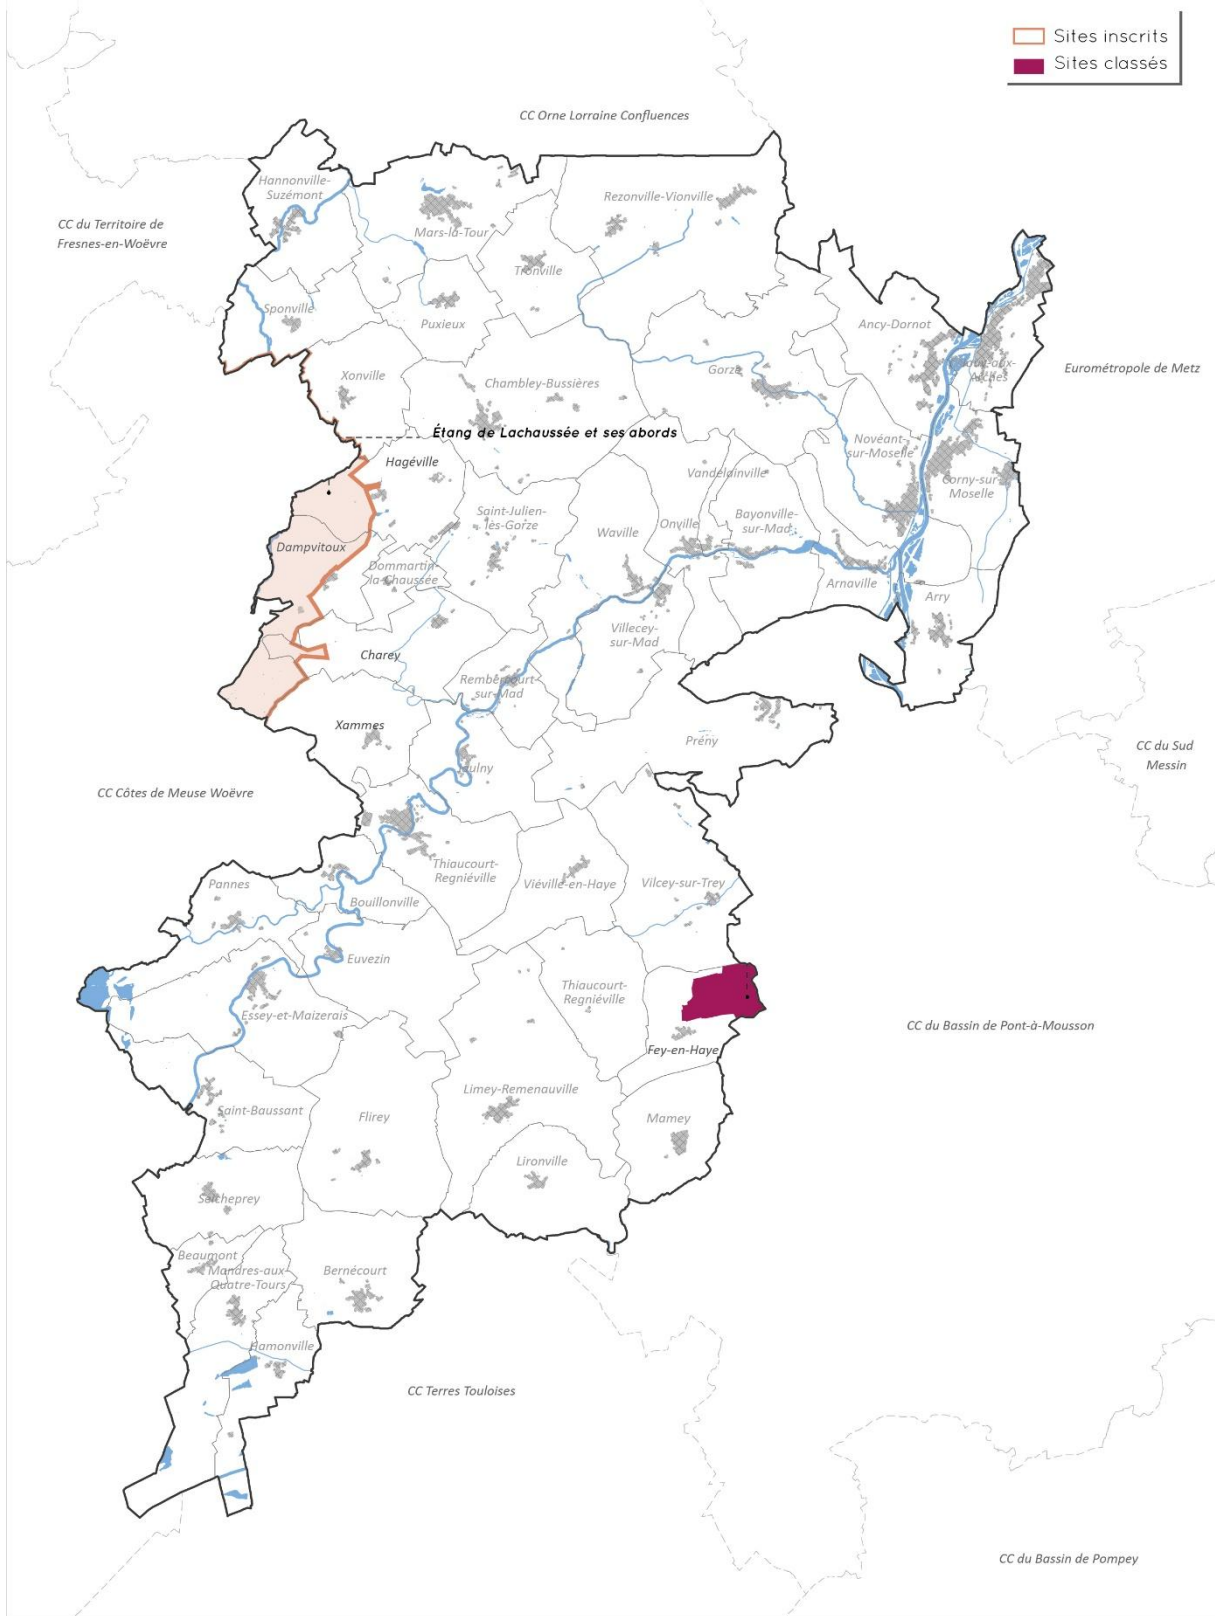 Sites inscrits
Sites classés
CC Orne Lorraine Confluences
Hannonville-
Suzémont
Rezonville-Vionville
CC du Territoire de
Fresnes-en-Woëvre
Mars-la-Tour
Tronville
Sponville
Puxieux
Ancy-Dornot
Xonville
Chambley-Bussières
Gorze
Arches
Eurométropole de Metz
Étang de Lachaussée et ses abords
Novéant-
sur-Moselle
Hagéville
Vandelainville
Corny-sur-
Moselle
Saint-Julien-
lès-Gorze
Waville
Onville
Bayonville-
sur-Mad
Dampvitoux
Dommartin-
la-Chaussée
Arnaville
Arry
Villecey-
sur-Mad
Charey
Rembercourt-
sur-Mad
Xammes
Prény
CC du Sud
Messin
Jaulny
CC Côtes de Meuse Woëvre
Thiaucourt-
Regniéville
Viéville-en-Haye
Vilcey-sur-Trey
Pannes
Bouillonville
Euvezin
Thiaucourt-
Regniéville
Essey-et-Maizerais
CC du Bassin de Pont-à-Mousson
Fey-en-Haye
Limey-Remenauville
Saint-Baussant
Flirey
Mamey
Lironville
Seicheprey
Beaumont
Mandres-aux-
Quatre-Tours
Bernécourt
Hamonville
CC Terres Touloises
CC du Bassin de Pompey